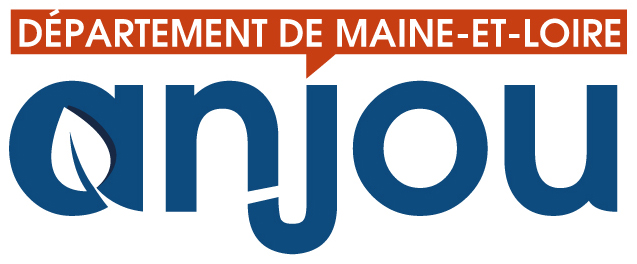 DÉPARTEMENT DE MAINE-ET-LOIRE
anjou